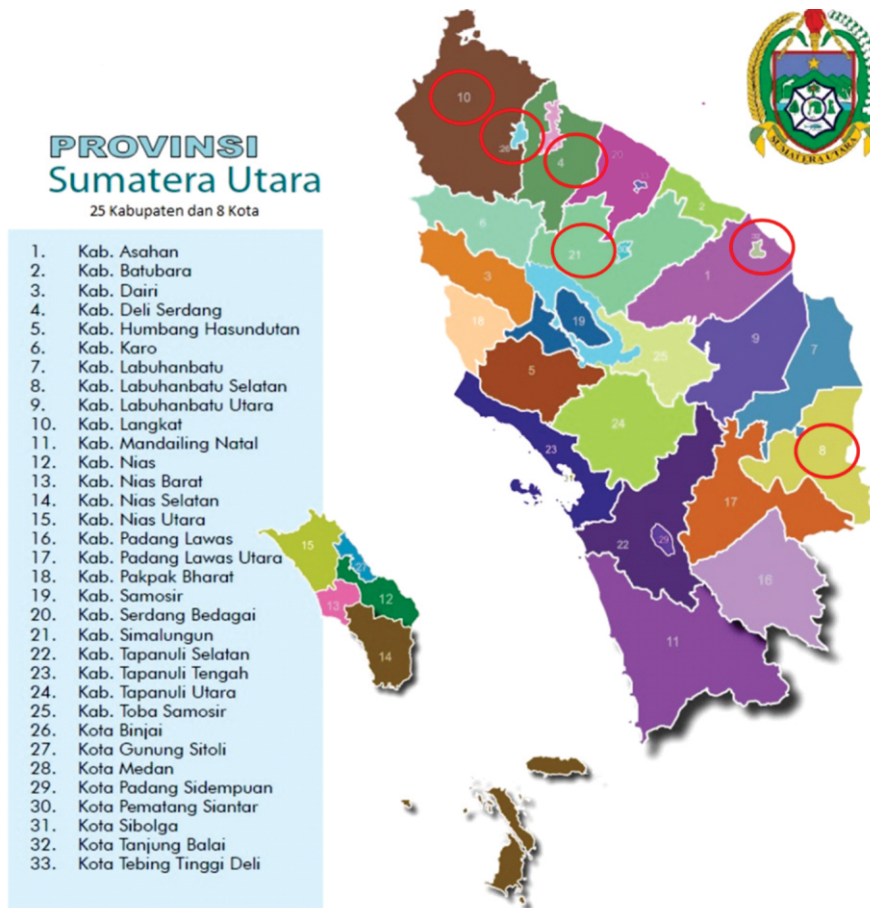 PROVINSI
Sumatera Utara
25 Kabupaten dan 8 Kota
1. Kab. Asahan
2. Kab. Batubara
3. Kab. Dairi
4. Kab. Deli Serdang
5. Kab. Humbang Hasundutan
6. Kab. Karo
7. Kab. Labuhanbatu
8. Kab. Labuhanbatu Selatan
9. Kab. Labuhanbatu Utara
10. Kab. Langkat
11. Kab. Mandailing Natal
12. Kab. Nias
13. Kab. Nias Barat
14. Kab. Nias Selatan
15. Kab. Nias Utara
16. Kab. Padang Lawas
17. Kab. Padang Lawas Utara
18. Kab. Pakpak Bharat
19. Kab. Samosir
20. Kab. Serdang Bedagai
21. Kab. Simalungun
22. Kab. Tapanuli Selatan
23. Kab. Tapanuli Tengah
24. Kab. Tapanuli Utara
25. Kab. Toba Samosir
26. Kota Binjai
27. Kota Gunung Sitoli
28. Kota Medan
29. Kota Padang Sidempuan
30. Kota Pematang Siantar
31. Kota Sibolga
32. Kota Tanjung Balai
33. Kota Tebing Tinggi Deli
SUMATERA UTARA
10
26
4
20
2
32
6
21
1
3
19
18
25
9
7
5
24
23
8
17
22
29
16
11
15
27
13
12
14